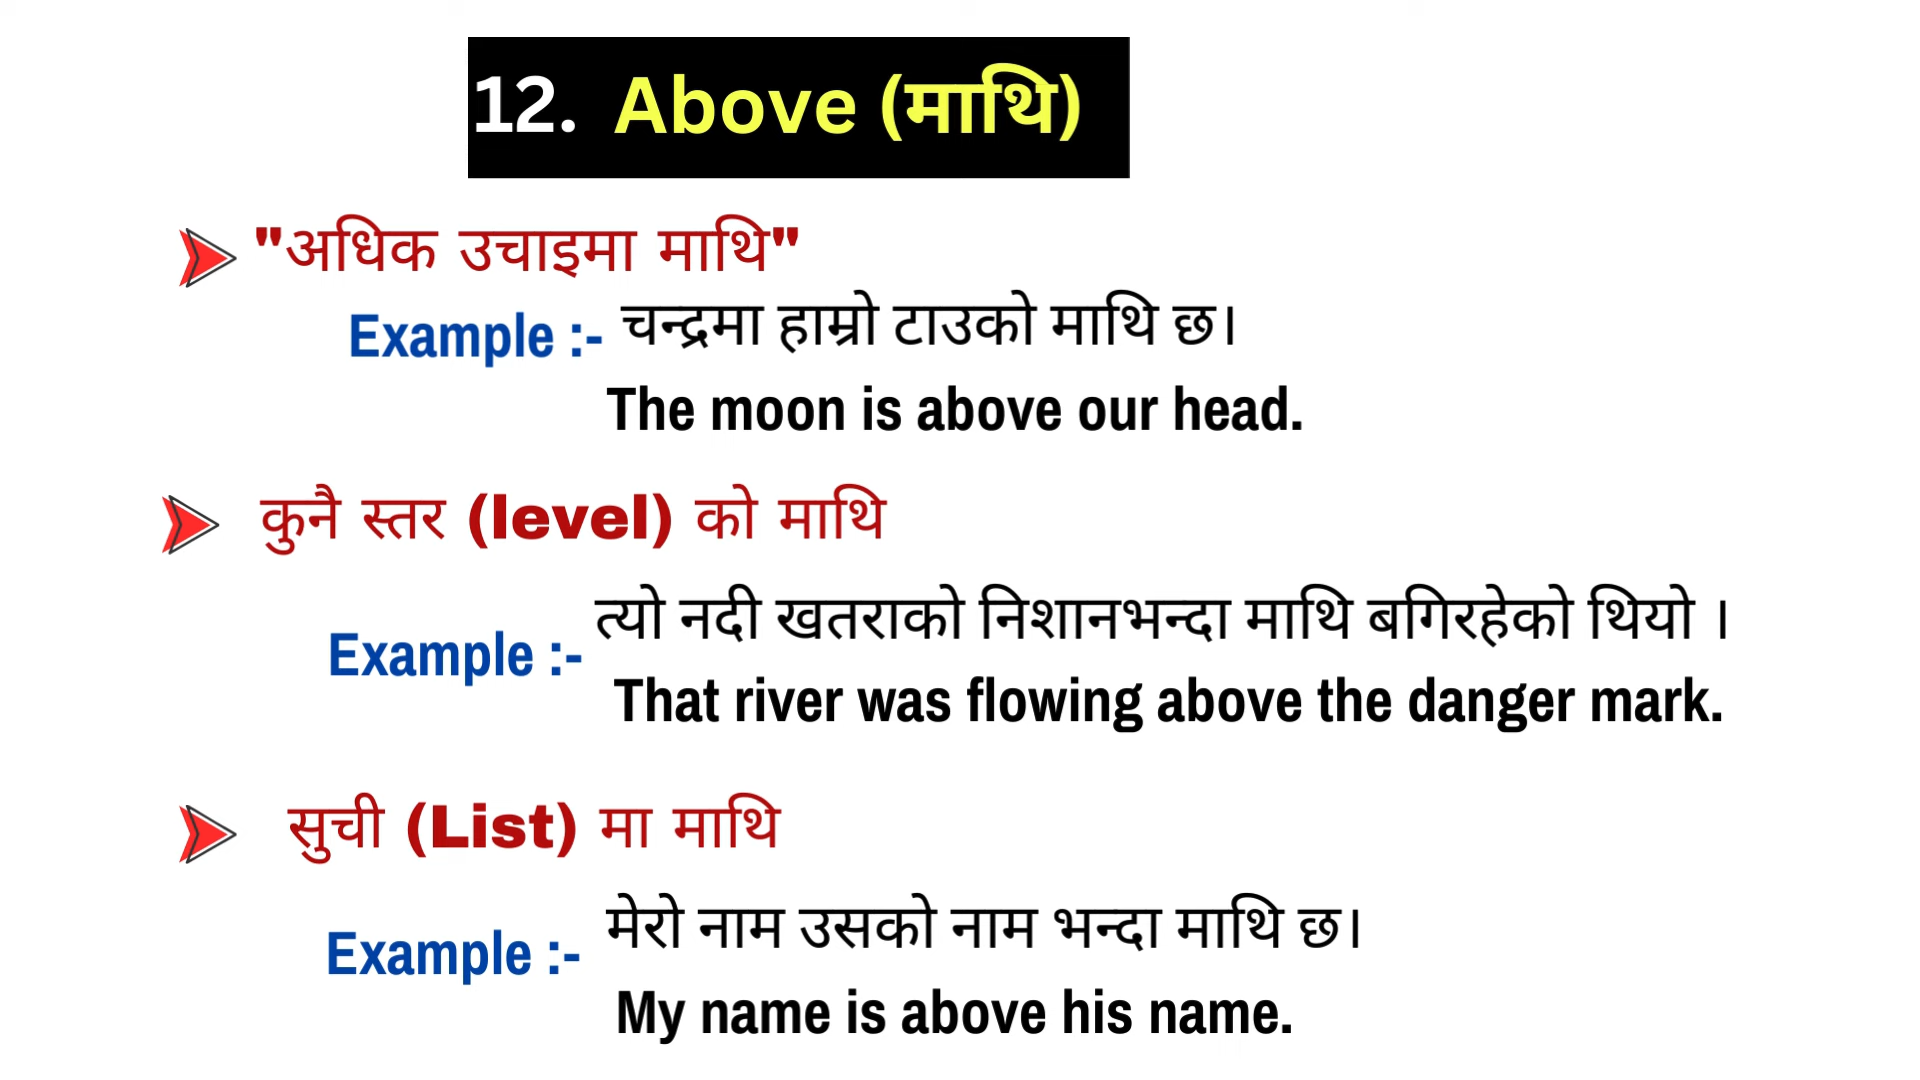 12. Above (माथि)
"अधिक उचाइमा माथि"
Example :- चन्द्रमा हाम्रो टाउको माथि छ।
The moon is above our head.
कुनै स्तर (level) को माथि
Example :- त्यो नदी खतराको निशानभन्दा माथि बगिरहेको थियो ।
That river was flowing above the danger mark.
सुची (List) मा माथि
Example :- मेरो नाम उसको नाम भन्दा माथि छ।
My name is above his name.